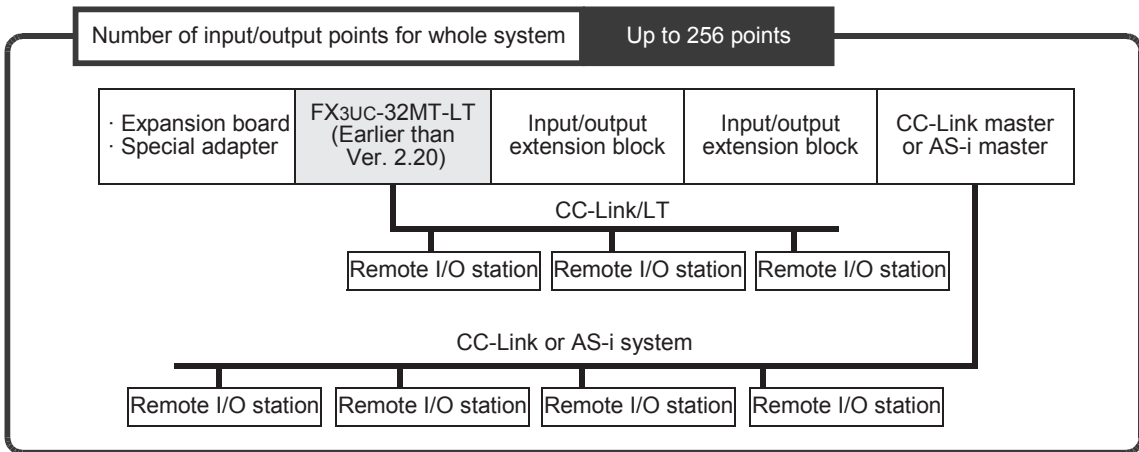 Number of input/output points for whole system Up to 256 points
· Expansion board
· Special adapter
FX3UC-32MT-LT
(Earlier than
Ver. 2.20)
Input/output
extension block
Input/output
extension block
CC-Link master
or AS-i master
CC-Link/LT
Remote I/O station Remote I/O station Remote I/O station
CC-Link or AS-i system
Remote I/O station Remote I/O station Remote I/O station Remote I/O station